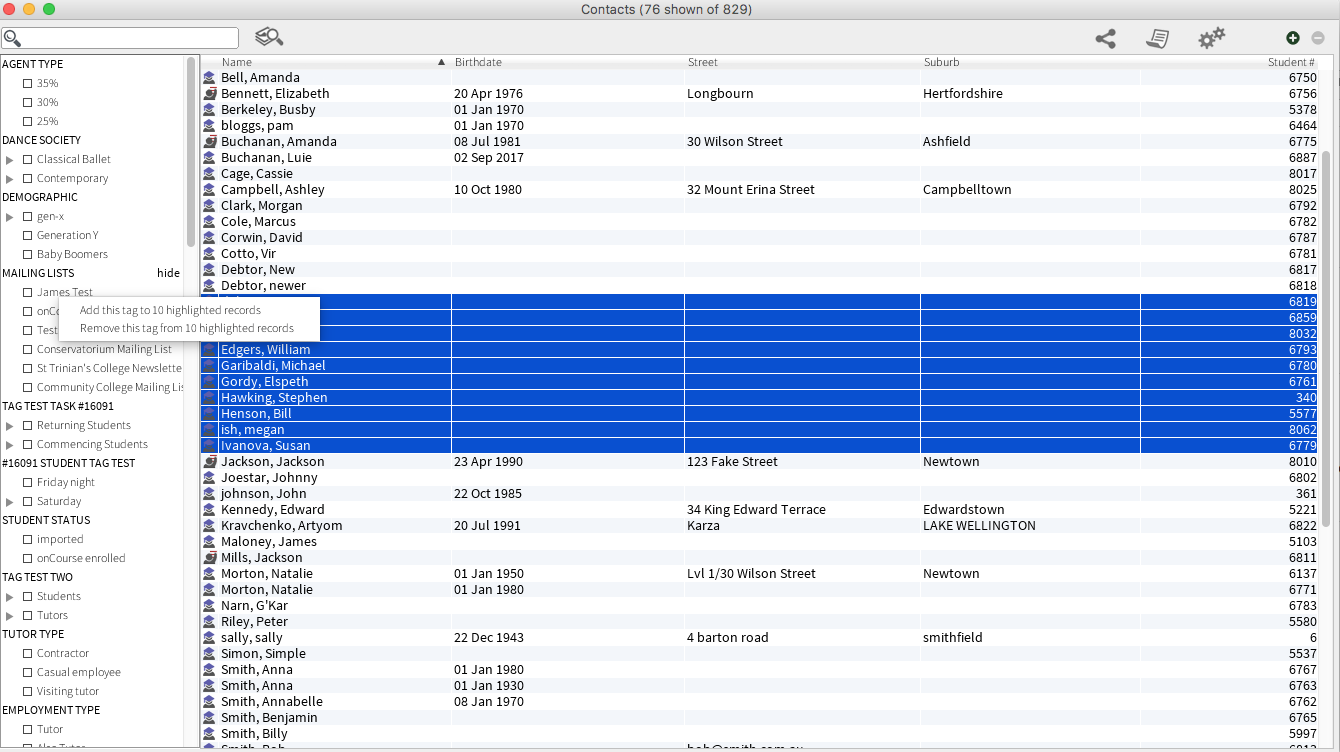 Contacts (76 shown of 829)
Name Birthdate Street Suburb Student #
AGENT TYPE
35%
30%
25%
DANCE SOCIETY
Classical Ballet
Contemporary
DEMOGRAPHIC
gen-x
Generation Y
Baby Boomers
MAILING LISTS hide
James Test
onC
Test
Conservatorium Mailing List
St Trinian's College Newslette
Community College Mailing Lis
TAG TEST TASK #16091
Returning Students
Commencing Students
#16091 STUDENT TAG TEST
Friday night
Saturday
STUDENT STATUS
imported
onCourse enrolled
TAG TEST TWO
Students
Tutors
TUTOR TYPE
Contractor
Casual employee
Visiting tutor
EMPLOYMENT TYPE
Tutor
Add this tag to 10 highlighted records
Remove this tag from 10 highlighted records
Bell, Amanda 6750
Bennett, Elizabeth 20 Apr 1976 Longbourn Hertfordshire 6756
Berkeley, Busby 01 Jan 1970 5378
bloggs, pam 01 Jan 1970 6464
Buchanan, Amanda 08 Jul 1981 30 Wilson Street Ashfield 6775
Buchanan, Luie 02 Sep 2017 6887
Cage, Cassie 8017
Campbell, Ashley 10 Oct 1980 32 Mount Erina Street Campbelltown 8025
Clark, Morgan 6792
Cole, Marcus 6782
Corwin, David 6787
Cotto, Vir 6781
Debtor, New 6817
Debtor, newer 6818
6819
6859
8032
Edgers, William 6793
Garibaldi, Michael 6780
Gordy, Elspeth 6761
Hawking, Stephen 340
Henson, Bill 5577
ish, megan 8062
Ivanova, Susan 6779
Jackson, Jackson 23 Apr 1990 123 Fake Street Newtown 8010
Joestar, Johnny 6802
johnson, John 22 Oct 1985 361
Kennedy, Edward 34 King Edward Terrace Edwardstown 5221
Kravchenko, Artyom 20 Jul 1991 Karza LAKE WELLINGTON 6822
Maloney, James 5103
Mills, Jackson 6811
Morton, Natalie 01 Jan 1950 Lvl 1/30 Wilson Street Newtown 6137
Morton, Natalie 01 Jan 1980 6771
Narn, G'Kar 6783
Riley, Peter 5580
sally, sally 22 Dec 1943 4 barton road smithfield 6
Simon, Simple 5537
Smith, Anna 01 Jan 1980 6767
Smith, Anna 01 Jan 1930 6763
Smith, Annabelle 08 Jan 1970 6762
Smith, Benjamin 6765
Smith, Billy 5997